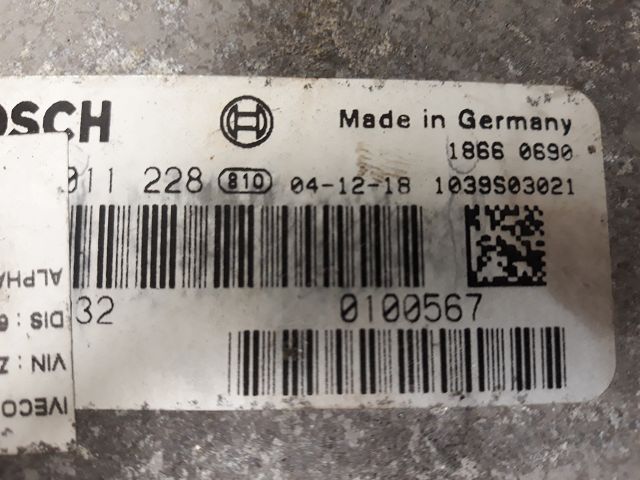 OSCH
Made in Germany
1866 0690
011 228 810 04-12-18 1039S03021
32 0100567
ALPHA
DIS: 6
VIN: Z
IVECO